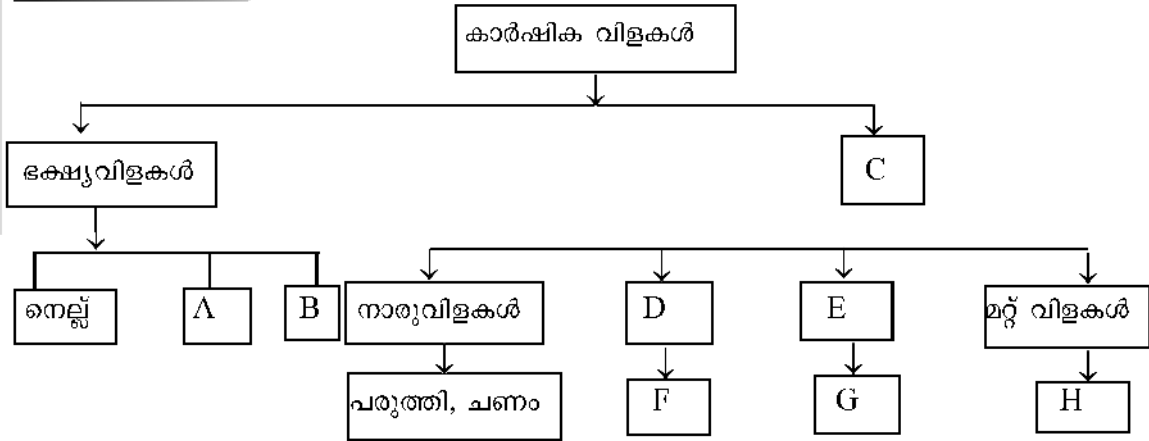 കാർഷിക വിളകൾ
ഭക്ഷ്യവിളകൾ
C
നെല്ല്
A
B
നാരുവിളകൾ
D
E
മറ്റ് വിളകൾ
പരുത്തി, ചണം
F
G
H